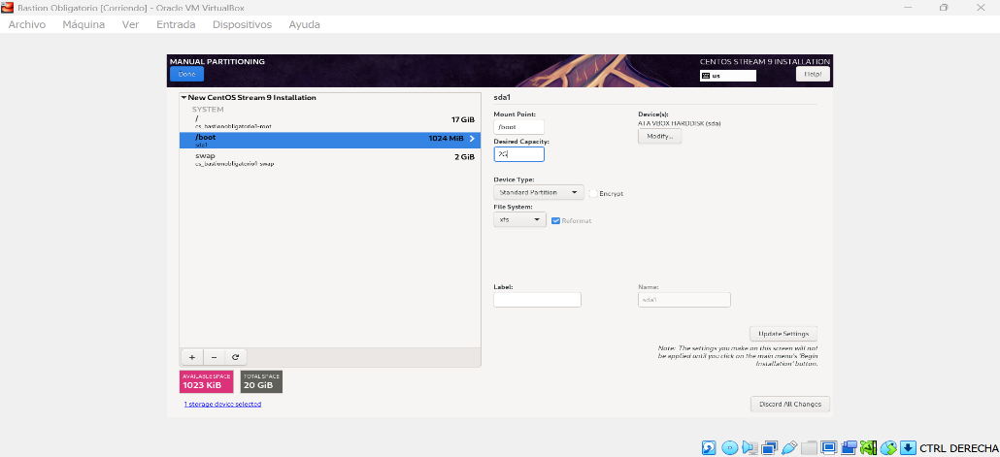 Bastion Obligatorio [Corriendo] - Oracle VM VirtualBox
Archivo Máquina Ver Entrada Dispositivos Ayuda
MANUAL PARTITIONING
CENTOS STREAM 9 INSTALLATION
Done
us
Help!
New CentOS Stream 9 Installation
SYSTEM
/
17 GiB
cs_bastionobligatorio1-root
/boot
1024 MiB
sda1
swap
2 GiB
cs_bastionobligatorio1-swap
+ −
AVAILABLE SPACE
1023 KiB
TOTAL SPACE
20 GiB
1 storage device selected
sda1
Mount Point:
/boot
Device(s):
ATA VBOX HARDDISK (sda)
Modify...
Desired Capacity:
2G
Device Type:
Standard Partition
Encrypt
File System:
xfs
Reformat
Label:
Name:
sda1
Update Settings
Note: The settings you make on this screen will not
be applied until you click on the main menu's 'Begin
Installation' button.
Discard All Changes
CTRL DERECHA